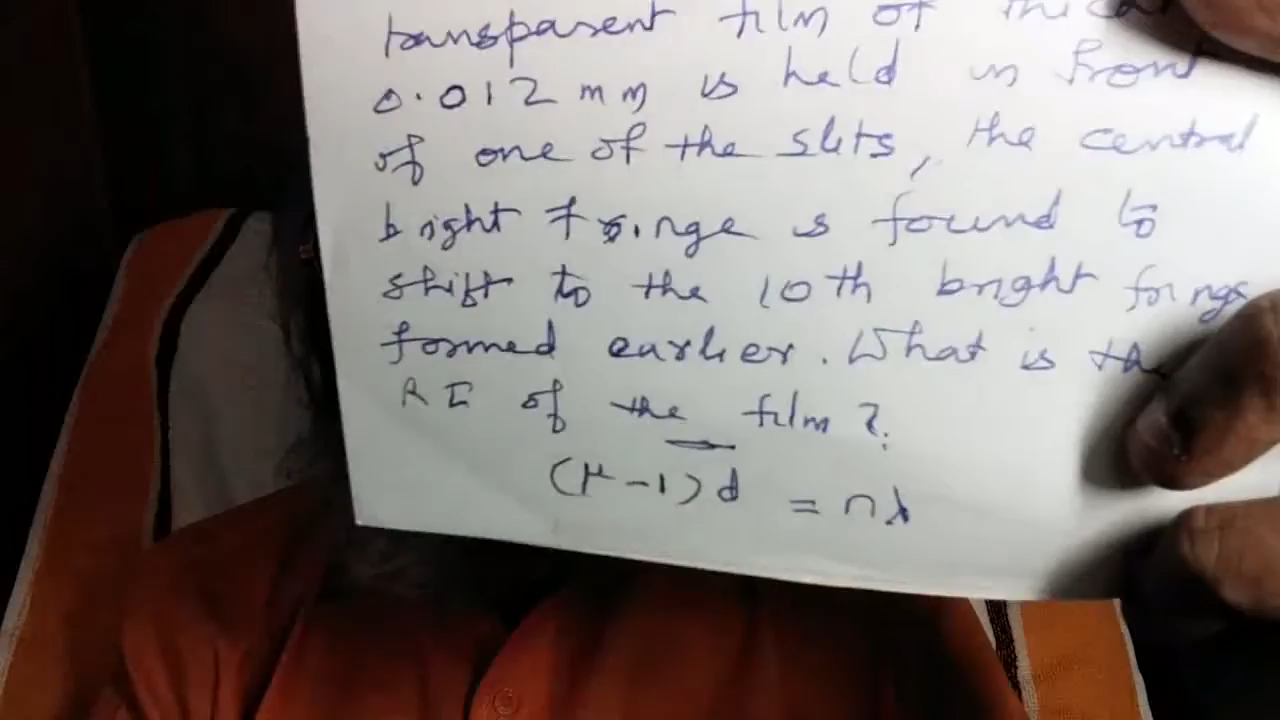 transparent film of
0.012 mm is held in front
of one of the slits, the central
bright fringe is found to
shift to the 10th bright fringe
formed earlier. What is the
RI of the film?
(μ-1)d = nλ